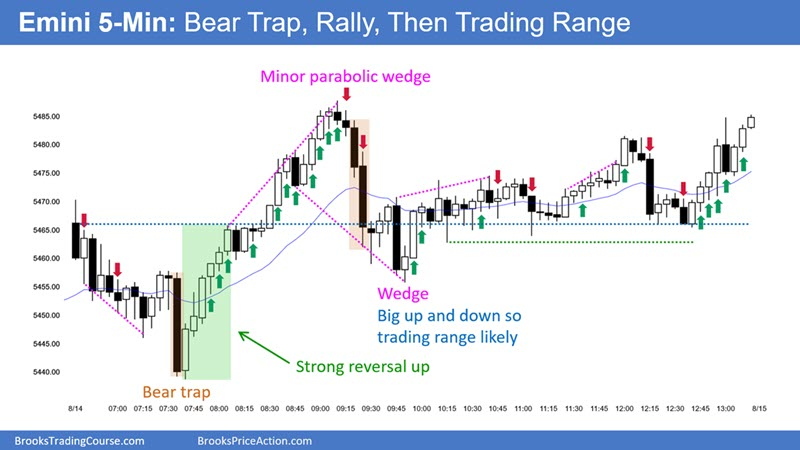 Emini 5-Min: Bear Trap, Rally, Then Trading Range
Minor parabolic wedge
5485.00
5480.00
5475.00
5470.00
5465.00
5460.00
5455.00
5450.00
5445.00
5440.00
Wedge
Big up and down so
trading range likely
Strong reversal up
Bear trap
8/14 07:00 07:15 07:30 07:45 08:00 08:15 08:30 08:45 09:00 09:15 09:30 09:45 10:00 10:15 10:30 10:45 11:00 11:15 11:30 11:45 12:00 12:15 12:30 12:45 13:00 8/15
BrooksTradingCourse.com BrooksPriceAction.com